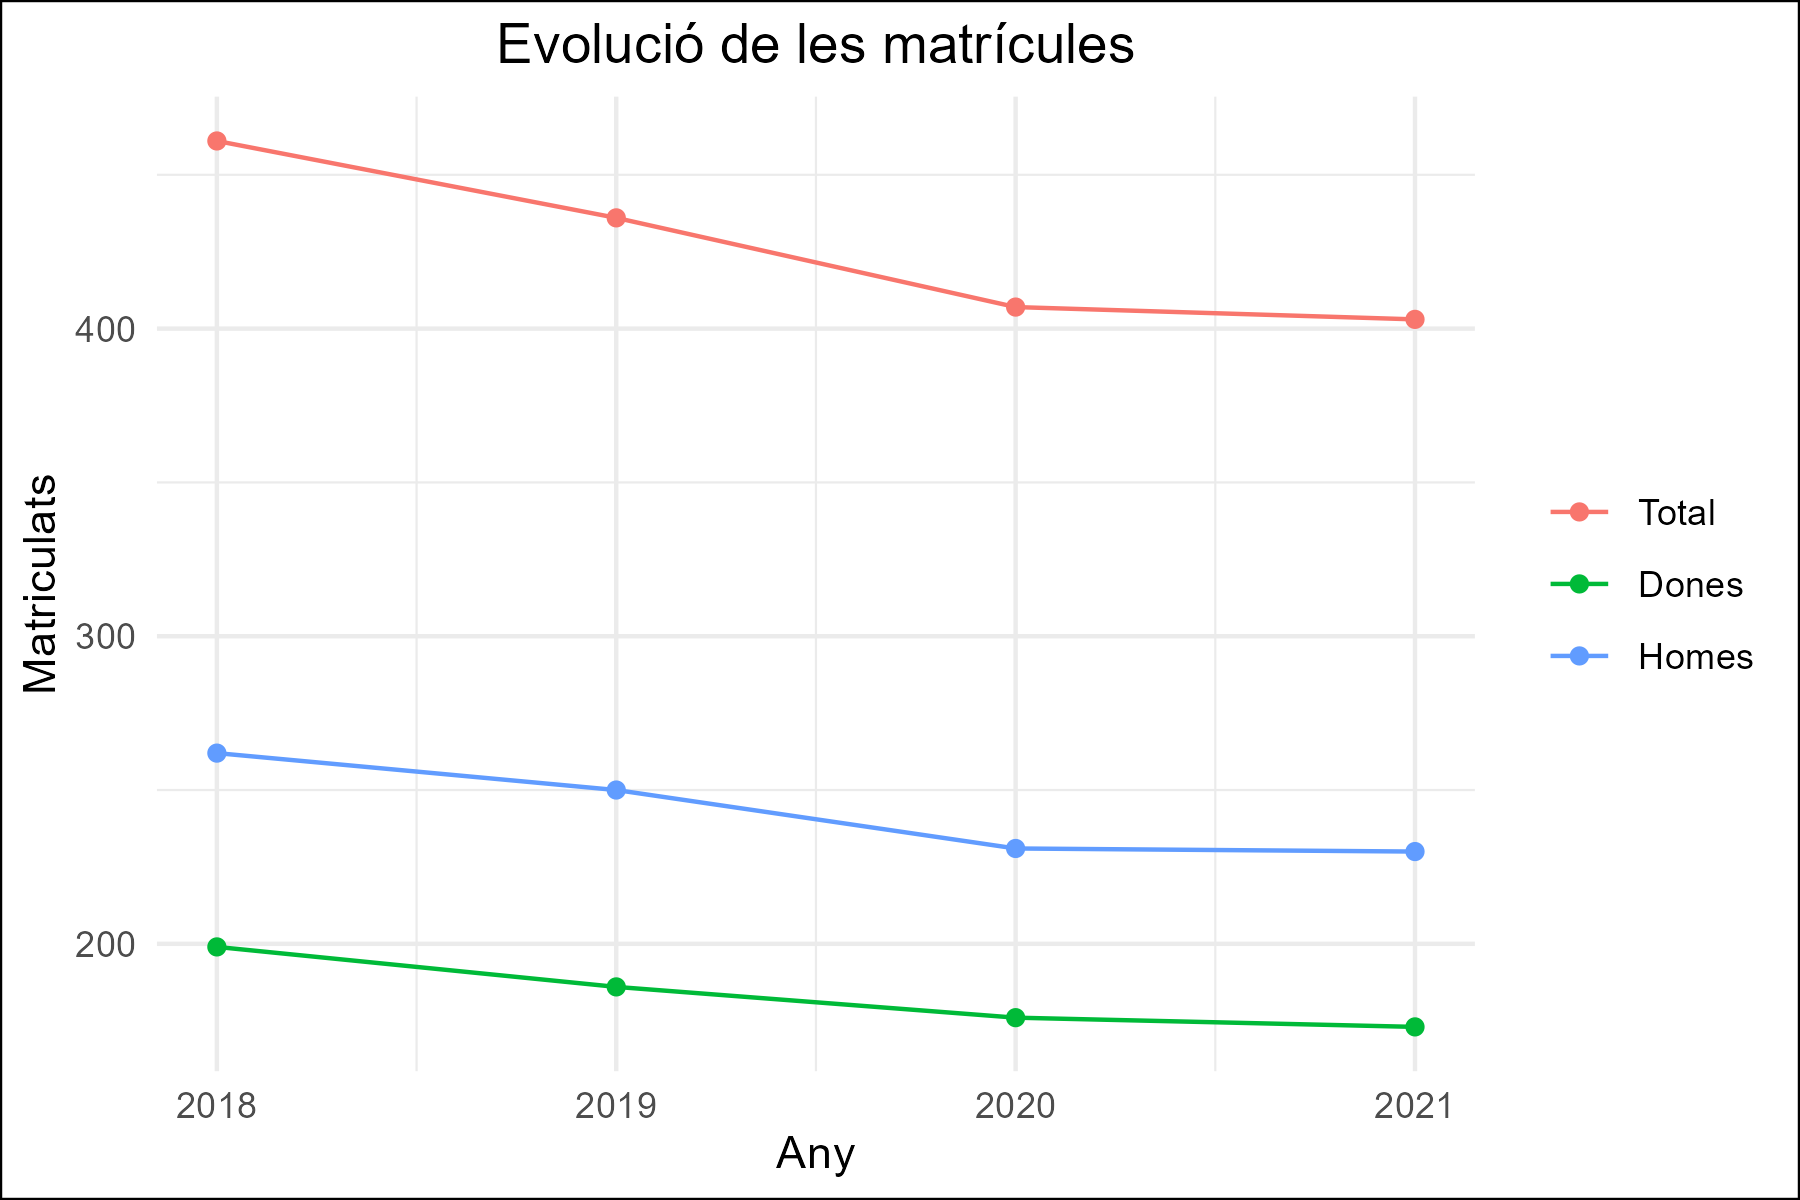 Evolució de les matrícules
Matriculats
400
300
200
2018 2019 2020 2021
Any
Total
Dones
Homes